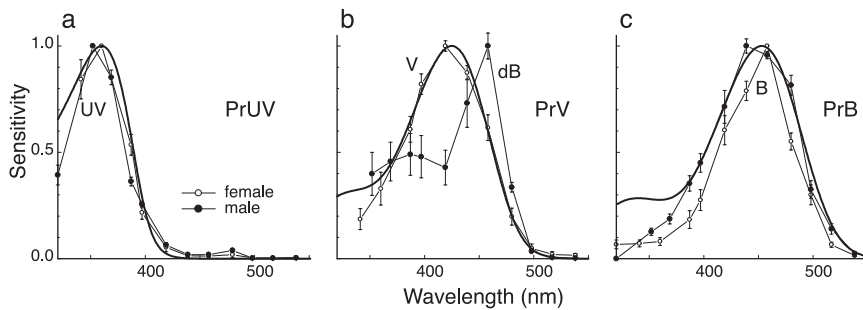 a
b
c
1.0
0.5
0.0
Sensitivity
UV
PrUV
female
male
V
dB
PrV
B
PrB
400
500
400
500
400
500
Wavelength (nm)